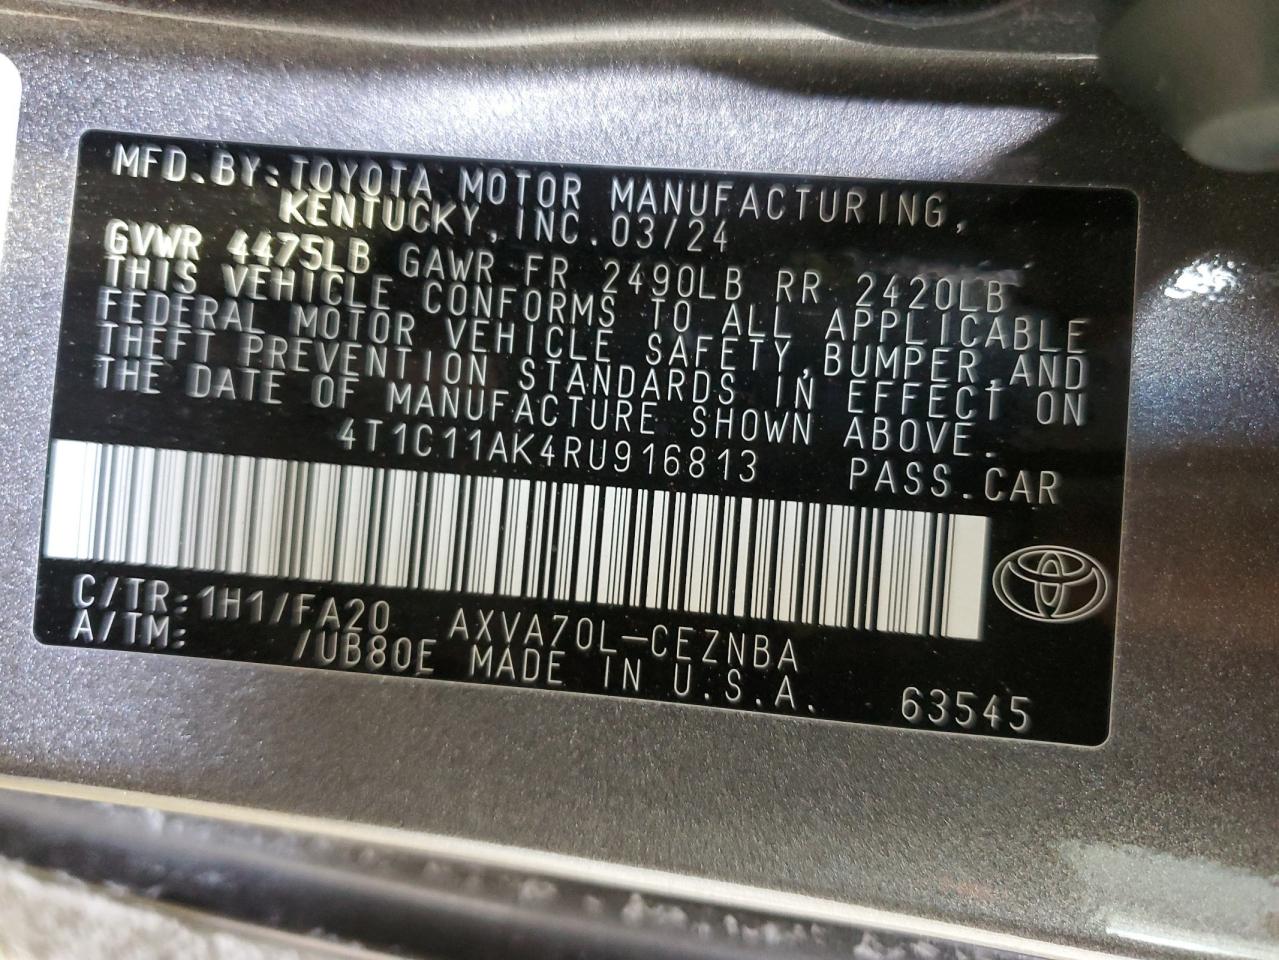 MFD.BY:TOYOTA MOTOR MANUFACTURING,
KENTUCKY,INC.03/24
GVWR 4475LB GAWR FR 2490LB RR 2420LB
THIS VEHICLE CONFORMS TO ALL APPLICABLE
FEDERAL MOTOR VEHICLE SAFETY,BUMPER,AND
THEFT PREVENTION STANDARDS IN EFFECT ON
THE DATE OF MANUFACTURE SHOWN ABOVE.
4T1C11AK4RU916813 PASS.CAR
C/TR:1H1/FA20 AXVA70L-CEZNBA
A/TM: /UB80E MADE IN U.S.A. 63545